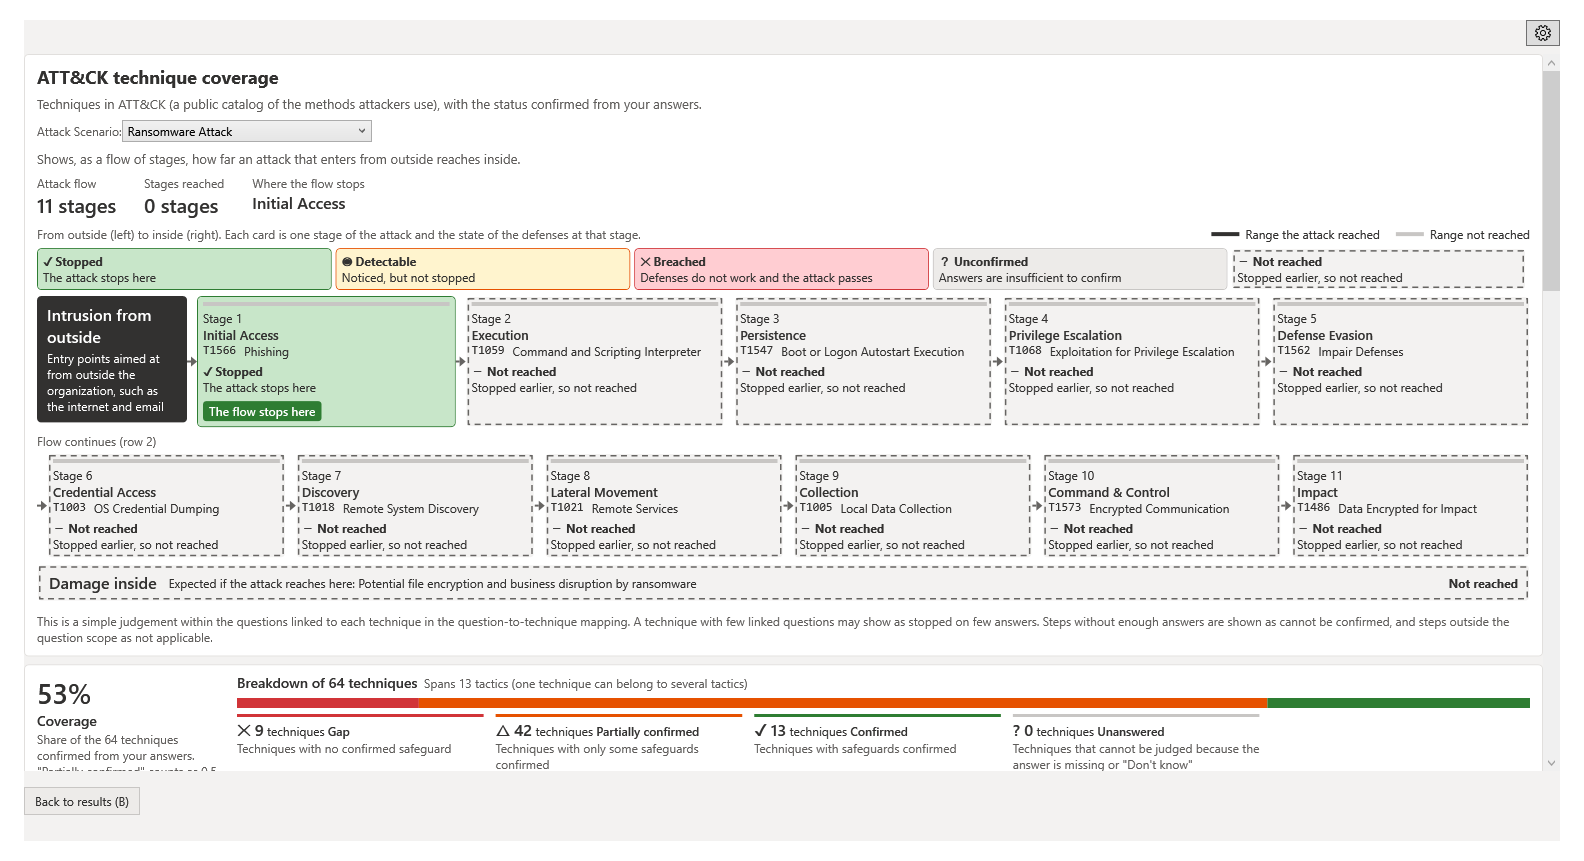 ATT&CK technique coverage
Techniques in ATT&CK (a public catalog of the methods attackers use), with the status confirmed from your answers.
Attack Scenario: Ransomware Attack
Shows, as a flow of stages, how far an attack that enters from outside reaches inside.
Attack flow
11 stages
Stages reached
0 stages
Where the flow stops
Initial Access
From outside (left) to inside (right). Each card is one stage of the attack and the state of the defenses at that stage.
Range the attack reached
Range not reached
✓ Stopped
The attack stops here
Detectable
Noticed, but not stopped
✕ Breached
Defenses do not work and the attack passes
? Unconfirmed
Answers are insufficient to confirm
– Not reached
Stopped earlier, so not reached
Intrusion from
outside
Entry points aimed at
from outside the
organization, such as
the internet and email
Stage 1
Initial Access
T1566 Phishing
✓ Stopped
The attack stops here
The flow stops here
Stage 2
Execution
T1059 Command and Scripting Interpreter
– Not reached
Stopped earlier, so not reached
Stage 3
Persistence
T1547 Boot or Logon Autostart Execution
– Not reached
Stopped earlier, so not reached
Stage 4
Privilege Escalation
T1068 Exploitation for Privilege Escalation
– Not reached
Stopped earlier, so not reached
Stage 5
Defense Evasion
T1562 Impair Defenses
– Not reached
Stopped earlier, so not reached
Flow continues (row 2)
Stage 6
Credential Access
T1003 OS Credential Dumping
– Not reached
Stopped earlier, so not reached
Stage 7
Discovery
T1018 Remote System Discovery
– Not reached
Stopped earlier, so not reached
Stage 8
Lateral Movement
T1021 Remote Services
– Not reached
Stopped earlier, so not reached
Stage 9
Collection
T1005 Local Data Collection
– Not reached
Stopped earlier, so not reached
Stage 10
Command & Control
T1573 Encrypted Communication
– Not reached
Stopped earlier, so not reached
Stage 11
Impact
T1486 Data Encrypted for Impact
– Not reached
Stopped earlier, so not reached
Damage inside Expected if the attack reaches here: Potential file encryption and business disruption by ransomware Not reached
This is a simple judgement within the questions linked to each technique in the question-to-technique mapping. A technique with few linked questions may show as stopped on few answers. Steps without enough answers are shown as cannot be confirmed, and steps outside the
question scope as not applicable.
53%
Coverage
Share of the 64 techniques
confirmed from your answers.
"Partially confirmed" counts as 0.5
Breakdown of 64 techniques Spans 13 tactics (one technique can belong to several tactics)
✕ 9 techniques Gap
Techniques with no confirmed safeguard
△ 42 techniques Partially confirmed
Techniques with only some safeguards
confirmed
✓ 13 techniques Confirmed
Techniques with safeguards confirmed
? 0 techniques Unanswered
Techniques that cannot be judged because the
answer is missing or "Don't know"
Back to results (B)